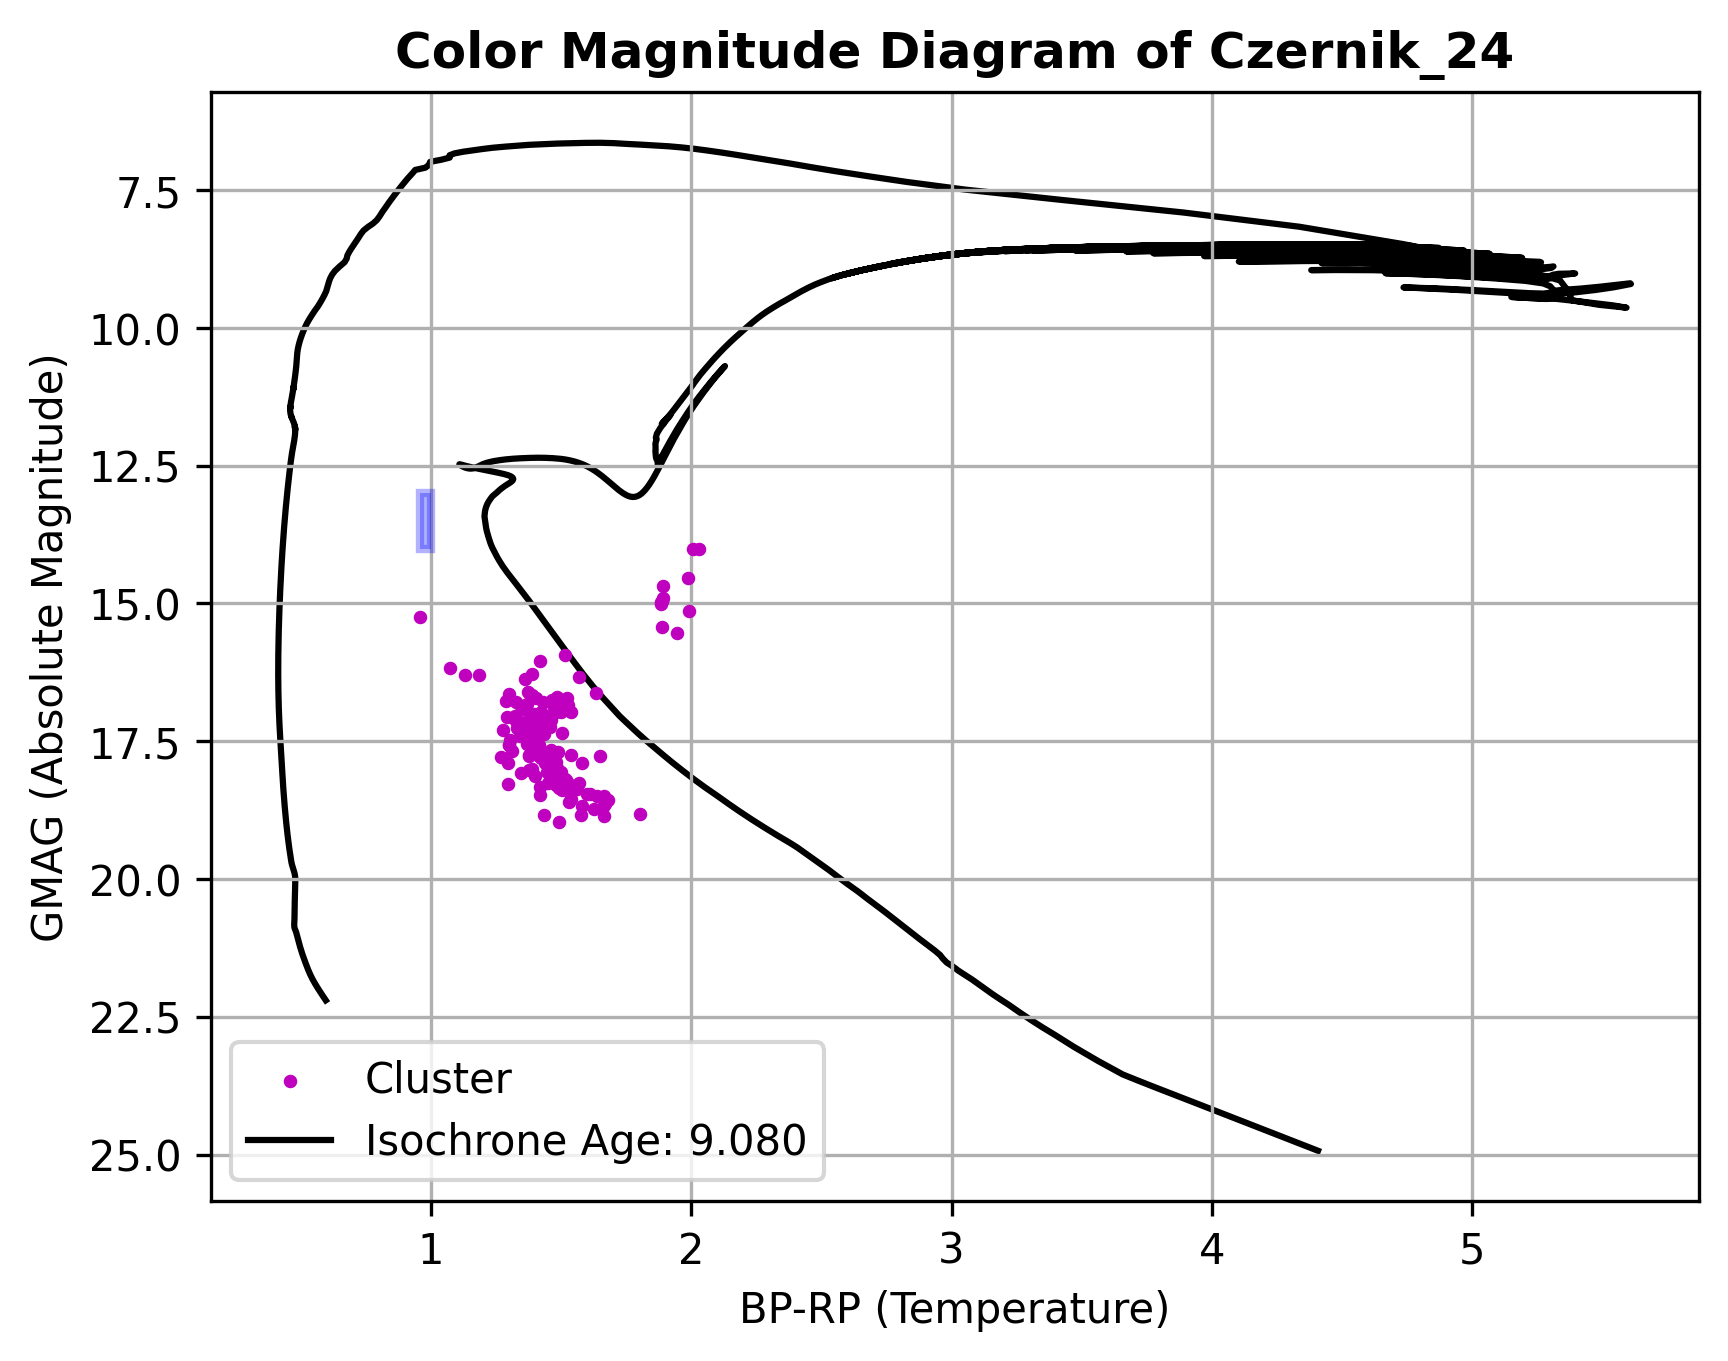 Color Magnitude Diagram of Czernik_24
GMAG (Absolute Magnitude)
7.5
10.0
12.5
15.0
17.5
20.0
22.5
25.0
Cluster
Isochrone Age: 9.080
1 2 3 4 5
BP-RP (Temperature)